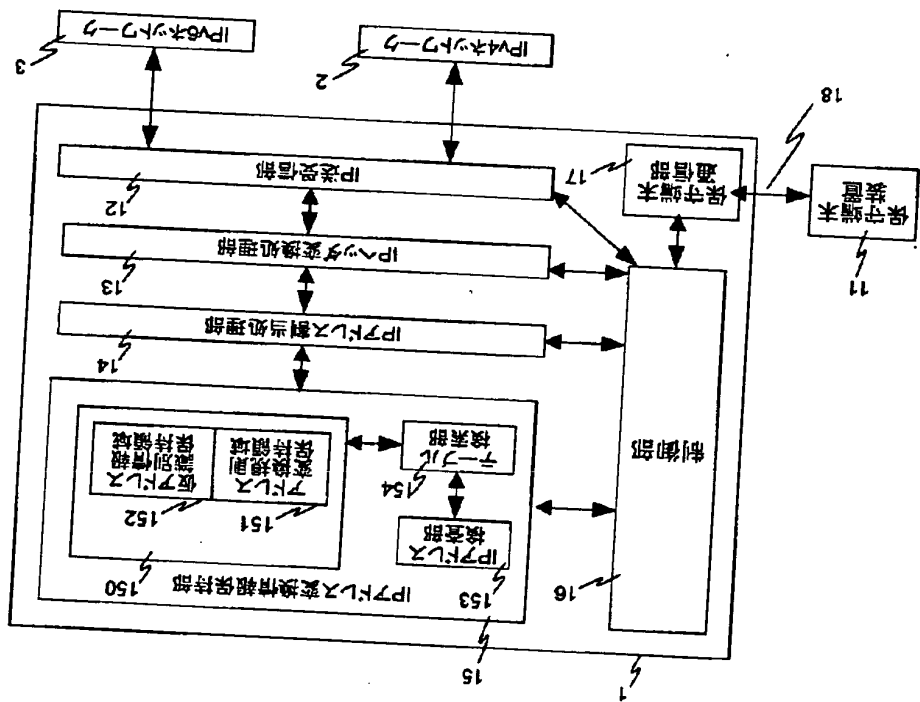 1
15
16
153
IPアドレス変換情報保持部
150
IPアドレス
検査部
151
152
154
テーブル
検索部
アドレス
変換規則
保持領域
仮アドレス
識別情報
保持領域
制御部
14
IPアドレス割当処理部
13
IPヘッダ変換処理部
12
IP送受信部
11
保守端末
装置
18
保守端末
通信部
17
2
IPv4ネットワーク
3
IPv6ネットワーク